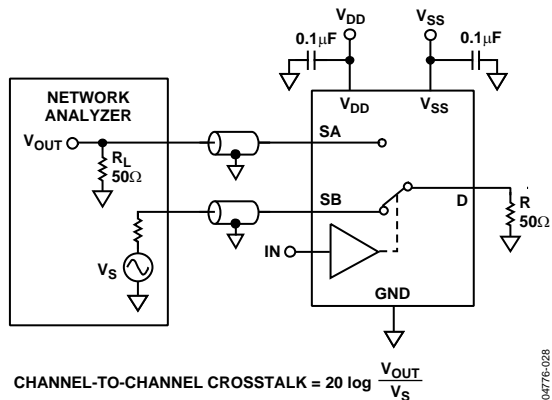 VDD
VSS
0.1µF
0.1µF
NETWORK
ANALYZER
VDD
VSS
VOUT
SA
RL
50Ω
SB
D
R
50Ω
IN
VS
GND
CHANNEL-TO-CHANNEL CROSSTALK = 20 log VOUT/VS
04776-028